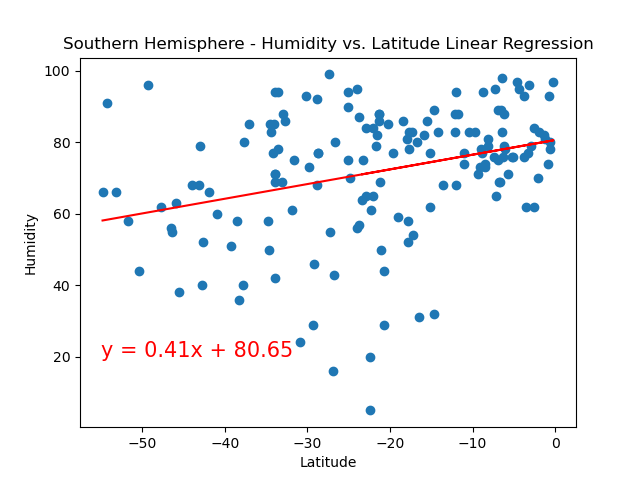 Southern Hemisphere - Humidity vs. Latitude Linear Regression
100
80
60
40
20
Humidity
y = 0.41x + 80.65
−50 −40 −30 −20 −10 0
Latitude